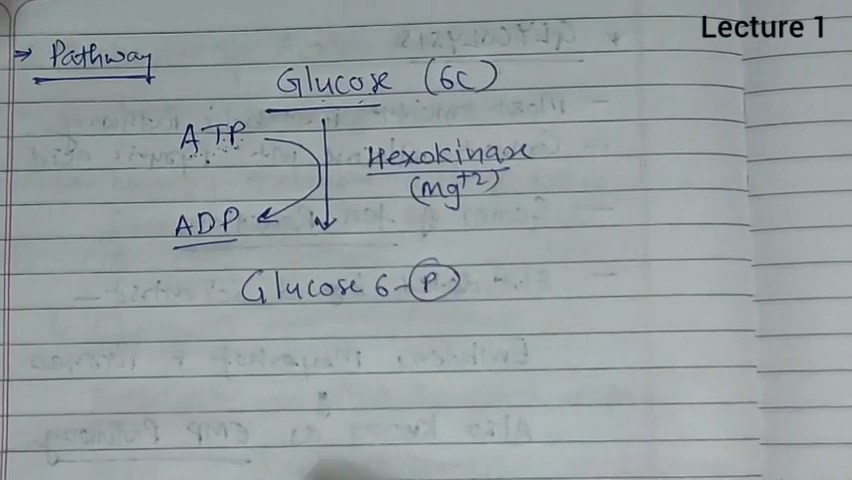 Lecture 1
→ Pathway
Glucose (6C)
ATP
Hexokinase
(Mg+2)
ADP
Glucose 6-P